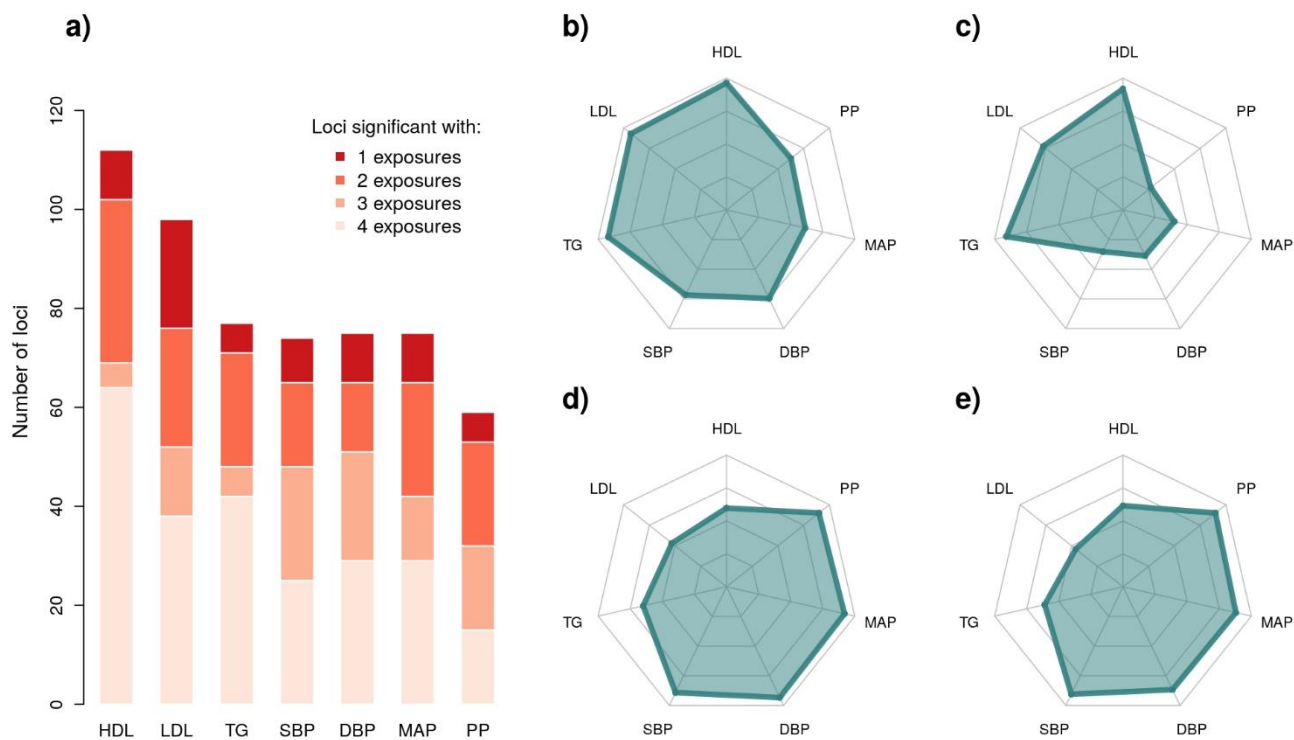 a)
Number of loci
120
100
80
60
40
20
0
Loci significant with:
1 exposures
2 exposures
3 exposures
4 exposures
HDL
LDL
TG
SBP
DBP
MAP
PP
b)
HDL
LDL
PP
TG
MAP
SBP
DBP
c)
HDL
LDL
PP
TG
MAP
SBP
DBP
d)
HDL
LDL
PP
TG
MAP
SBP
DBP
e)
HDL
LDL
PP
TG
MAP
SBP
DBP